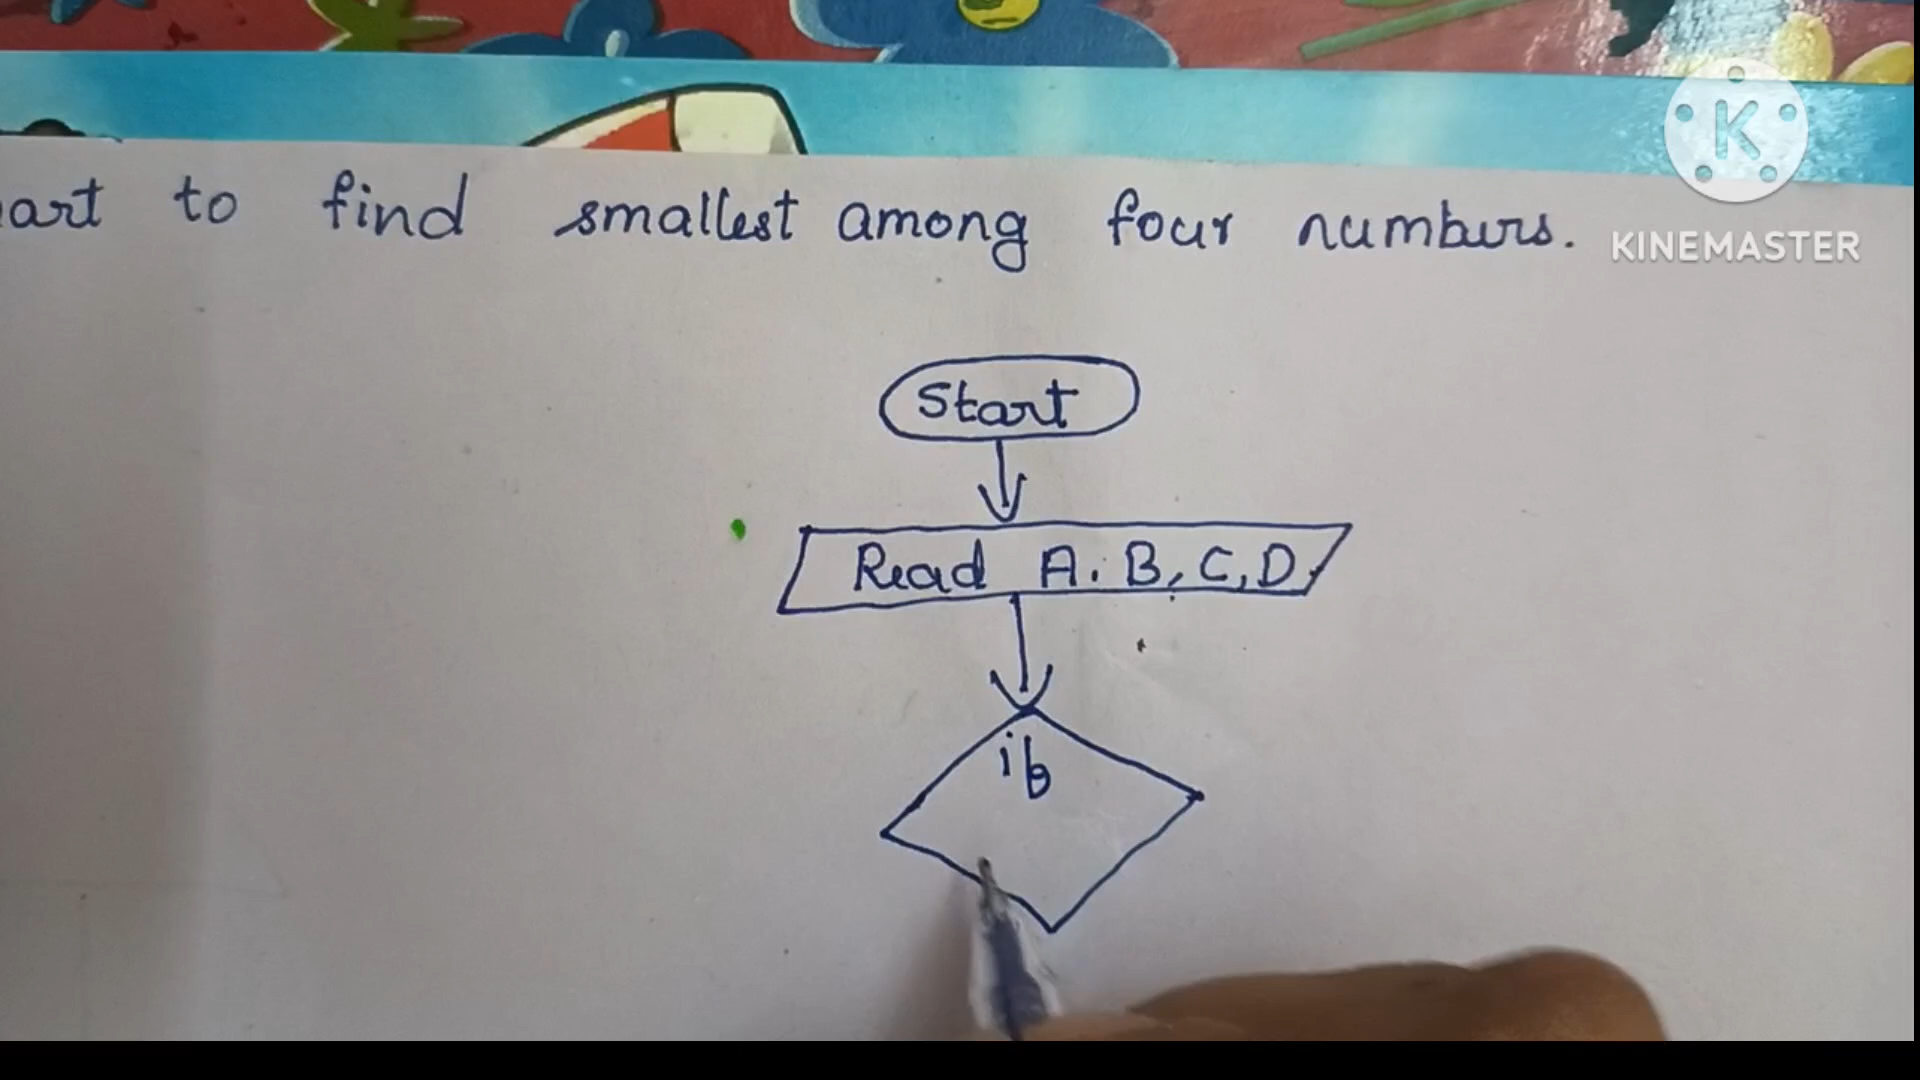 art to find smallest among four numburs.
K
KINEMASTER
Start
Read A, B, C, D
if